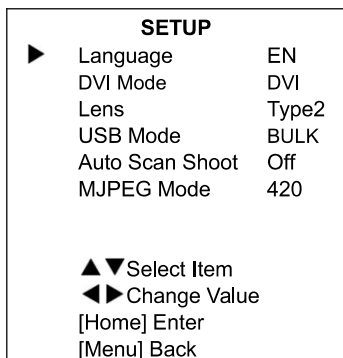 SETUP
▶ Language EN
DVI Mode DVI
Lens Type2
USB Mode BULK
Auto Scan Shoot Off
MJPEG Mode 420
▲▼Select Item
◀▶Change Value
[Home] Enter
[Menu] Back